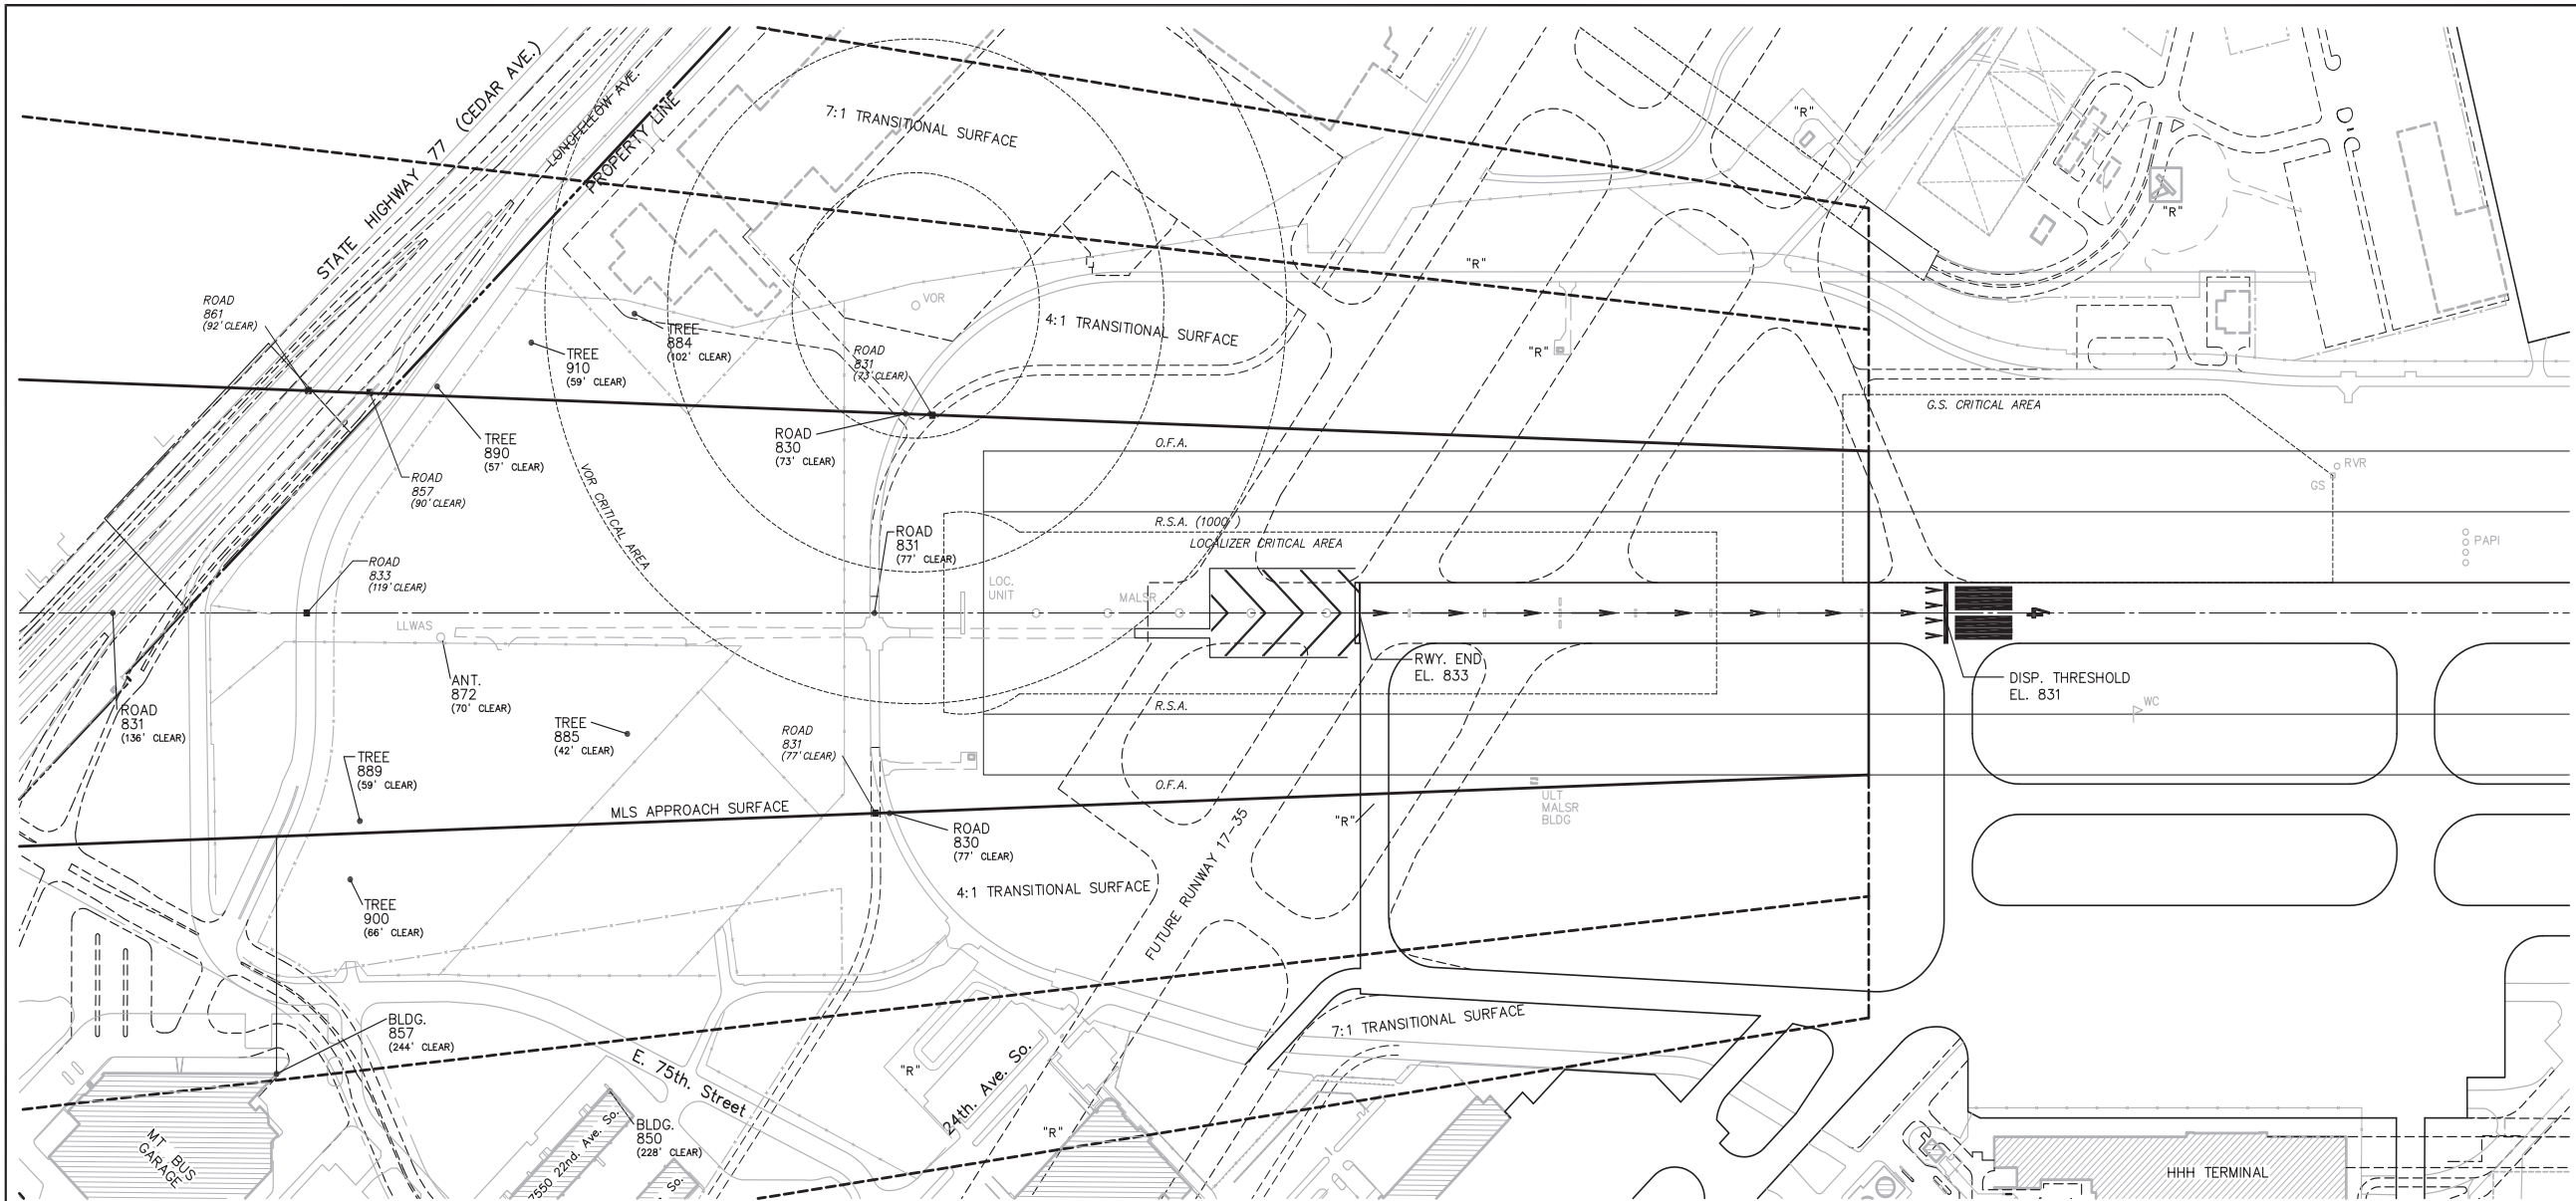 STATE HIGHWAY 77 (CEDAR AVE.)
LONGFELLOW AVE.
PROPERTY LINE
7:1 TRANSITIONAL SURFACE
"R"
"R"
"R"
ROAD
861
(92' CLEAR)
VOR
TREE
884
(102' CLEAR)
TREE
910
(59' CLEAR)
ROAD
831
(73' CLEAR)
4:1 TRANSITIONAL SURFACE
"R"
TREE
890
(57' CLEAR)
ROAD
830
(73' CLEAR)
O.F.A.
G.S. CRITICAL AREA
ROAD
857
(90' CLEAR)
VOR CRITICAL AREA
RVR
GS
R.S.A. (1000')
LOCALIZER CRITICAL AREA
ROAD
831
(77' CLEAR)
PAPI
ROAD
833
(119' CLEAR)
LOC.
UNIT
MALSR
LLWAS
4
ANT.
872
(70' CLEAR)
RWY. END
EL. 833
DISP. THRESHOLD
EL. 831
WC
ROAD
831
(136' CLEAR)
TREE
885
(42' CLEAR)
R.S.A.
ROAD
831
(77' CLEAR)
TREE
889
(59' CLEAR)
O.F.A.
ULT
MALSR
BLDG
MLS APPROACH SURFACE
"R"
ROAD
830
(77' CLEAR)
4:1 TRANSITIONAL SURFACE
FUTURE RUNWAY 17-35
TREE
900
(66' CLEAR)
BLDG.
857
(244' CLEAR)
7:1 TRANSITIONAL SURFACE
E. 75th. Street
"R"
24th. Ave. So.
"R"
BLDG.
850
(228' CLEAR)
7550 22nd. Ave. So.
So.
MT BUS
GARAGE
HHH TERMINAL